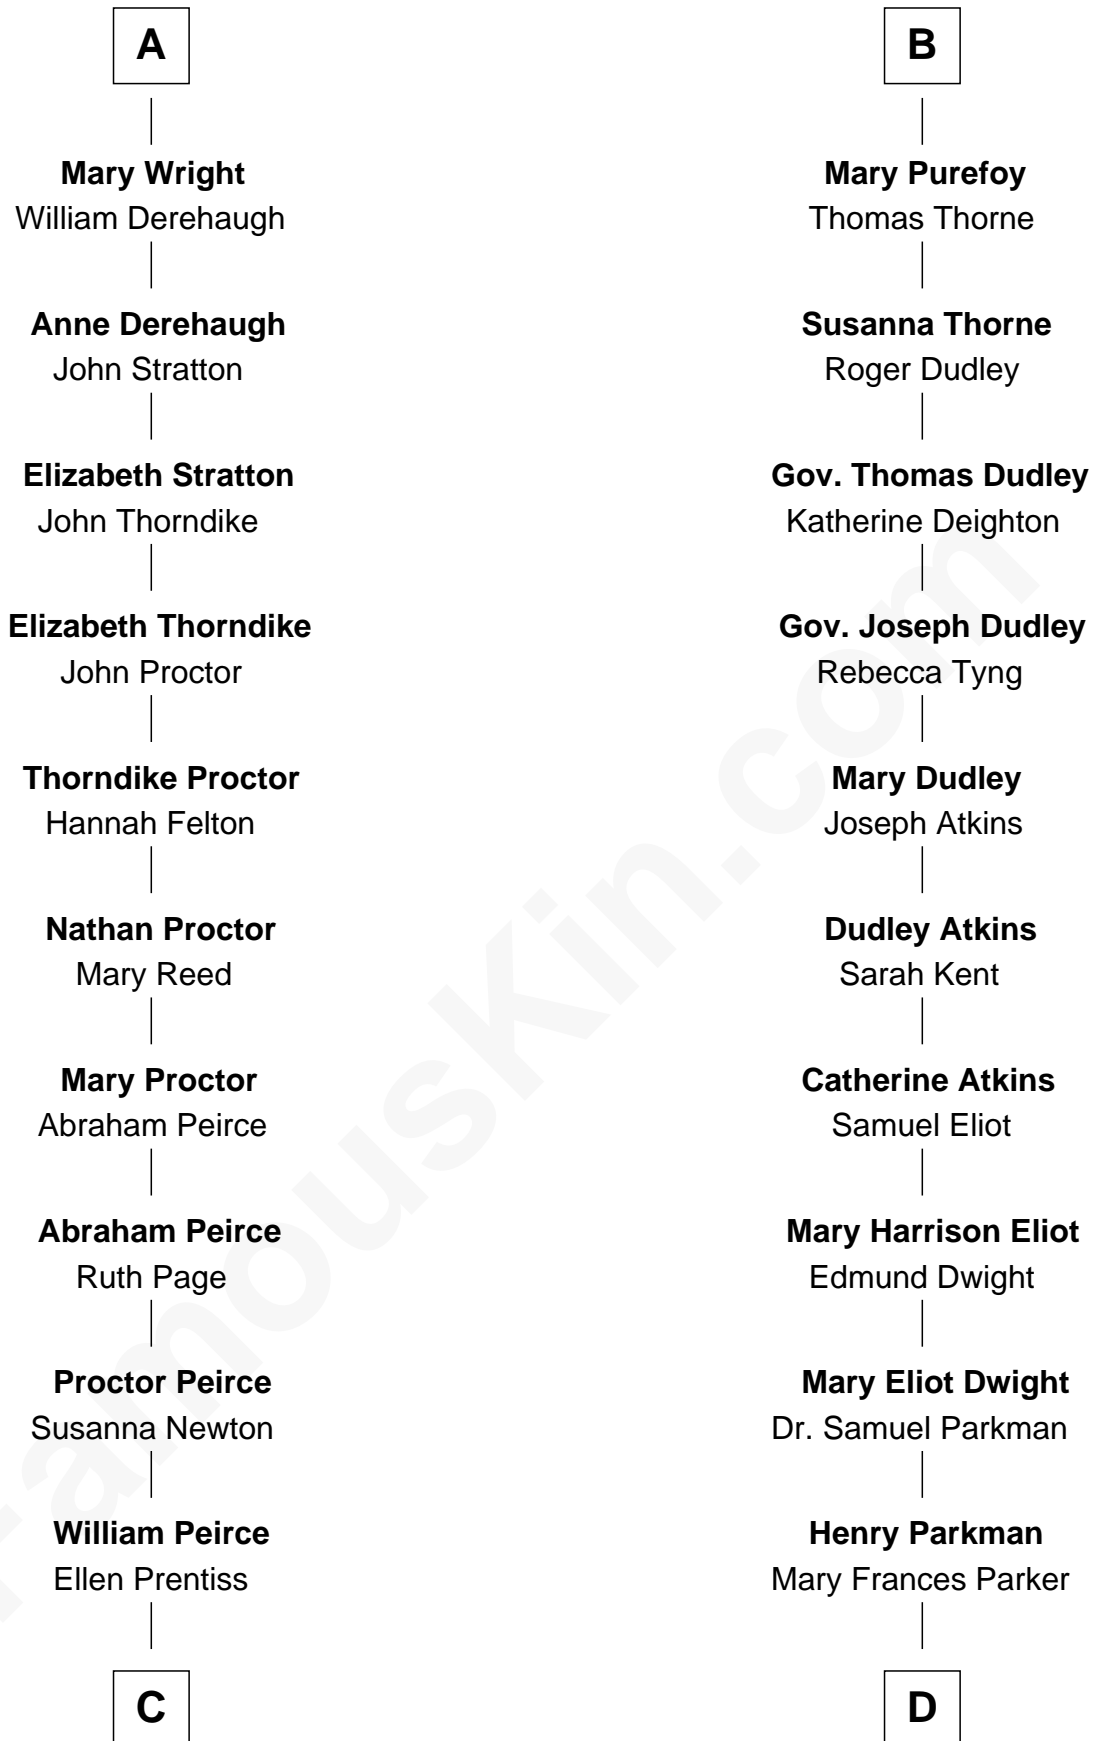 A
Mary Wright
William Derehaugh
Anne Derehaugh
John Stratton
Elizabeth Stratton
John Thorndike
Elizabeth Thorndike
John Proctor
Thorndike Proctor
Hannah Felton
Nathan Proctor
Mary Reed
Mary Proctor
Abraham Peirce
Abraham Peirce
Ruth Page
Proctor Peirce
Susanna Newton
William Peirce
Ellen Prentiss
C
B
Mary Purefoy
Thomas Thorne
Susanna Thorne
Roger Dudley
Gov. Thomas Dudley
Katherine Deighton
Gov. Joseph Dudley
Rebecca Tyng
Mary Dudley
Joseph Atkins
Dudley Atkins
Sarah Kent
Catherine Atkins
Samuel Eliot
Mary Harrison Eliot
Edmund Dwight
Mary Eliot Dwight
Dr. Samuel Parkman
Henry Parkman
Mary Frances Parker
D
FamousKin.com